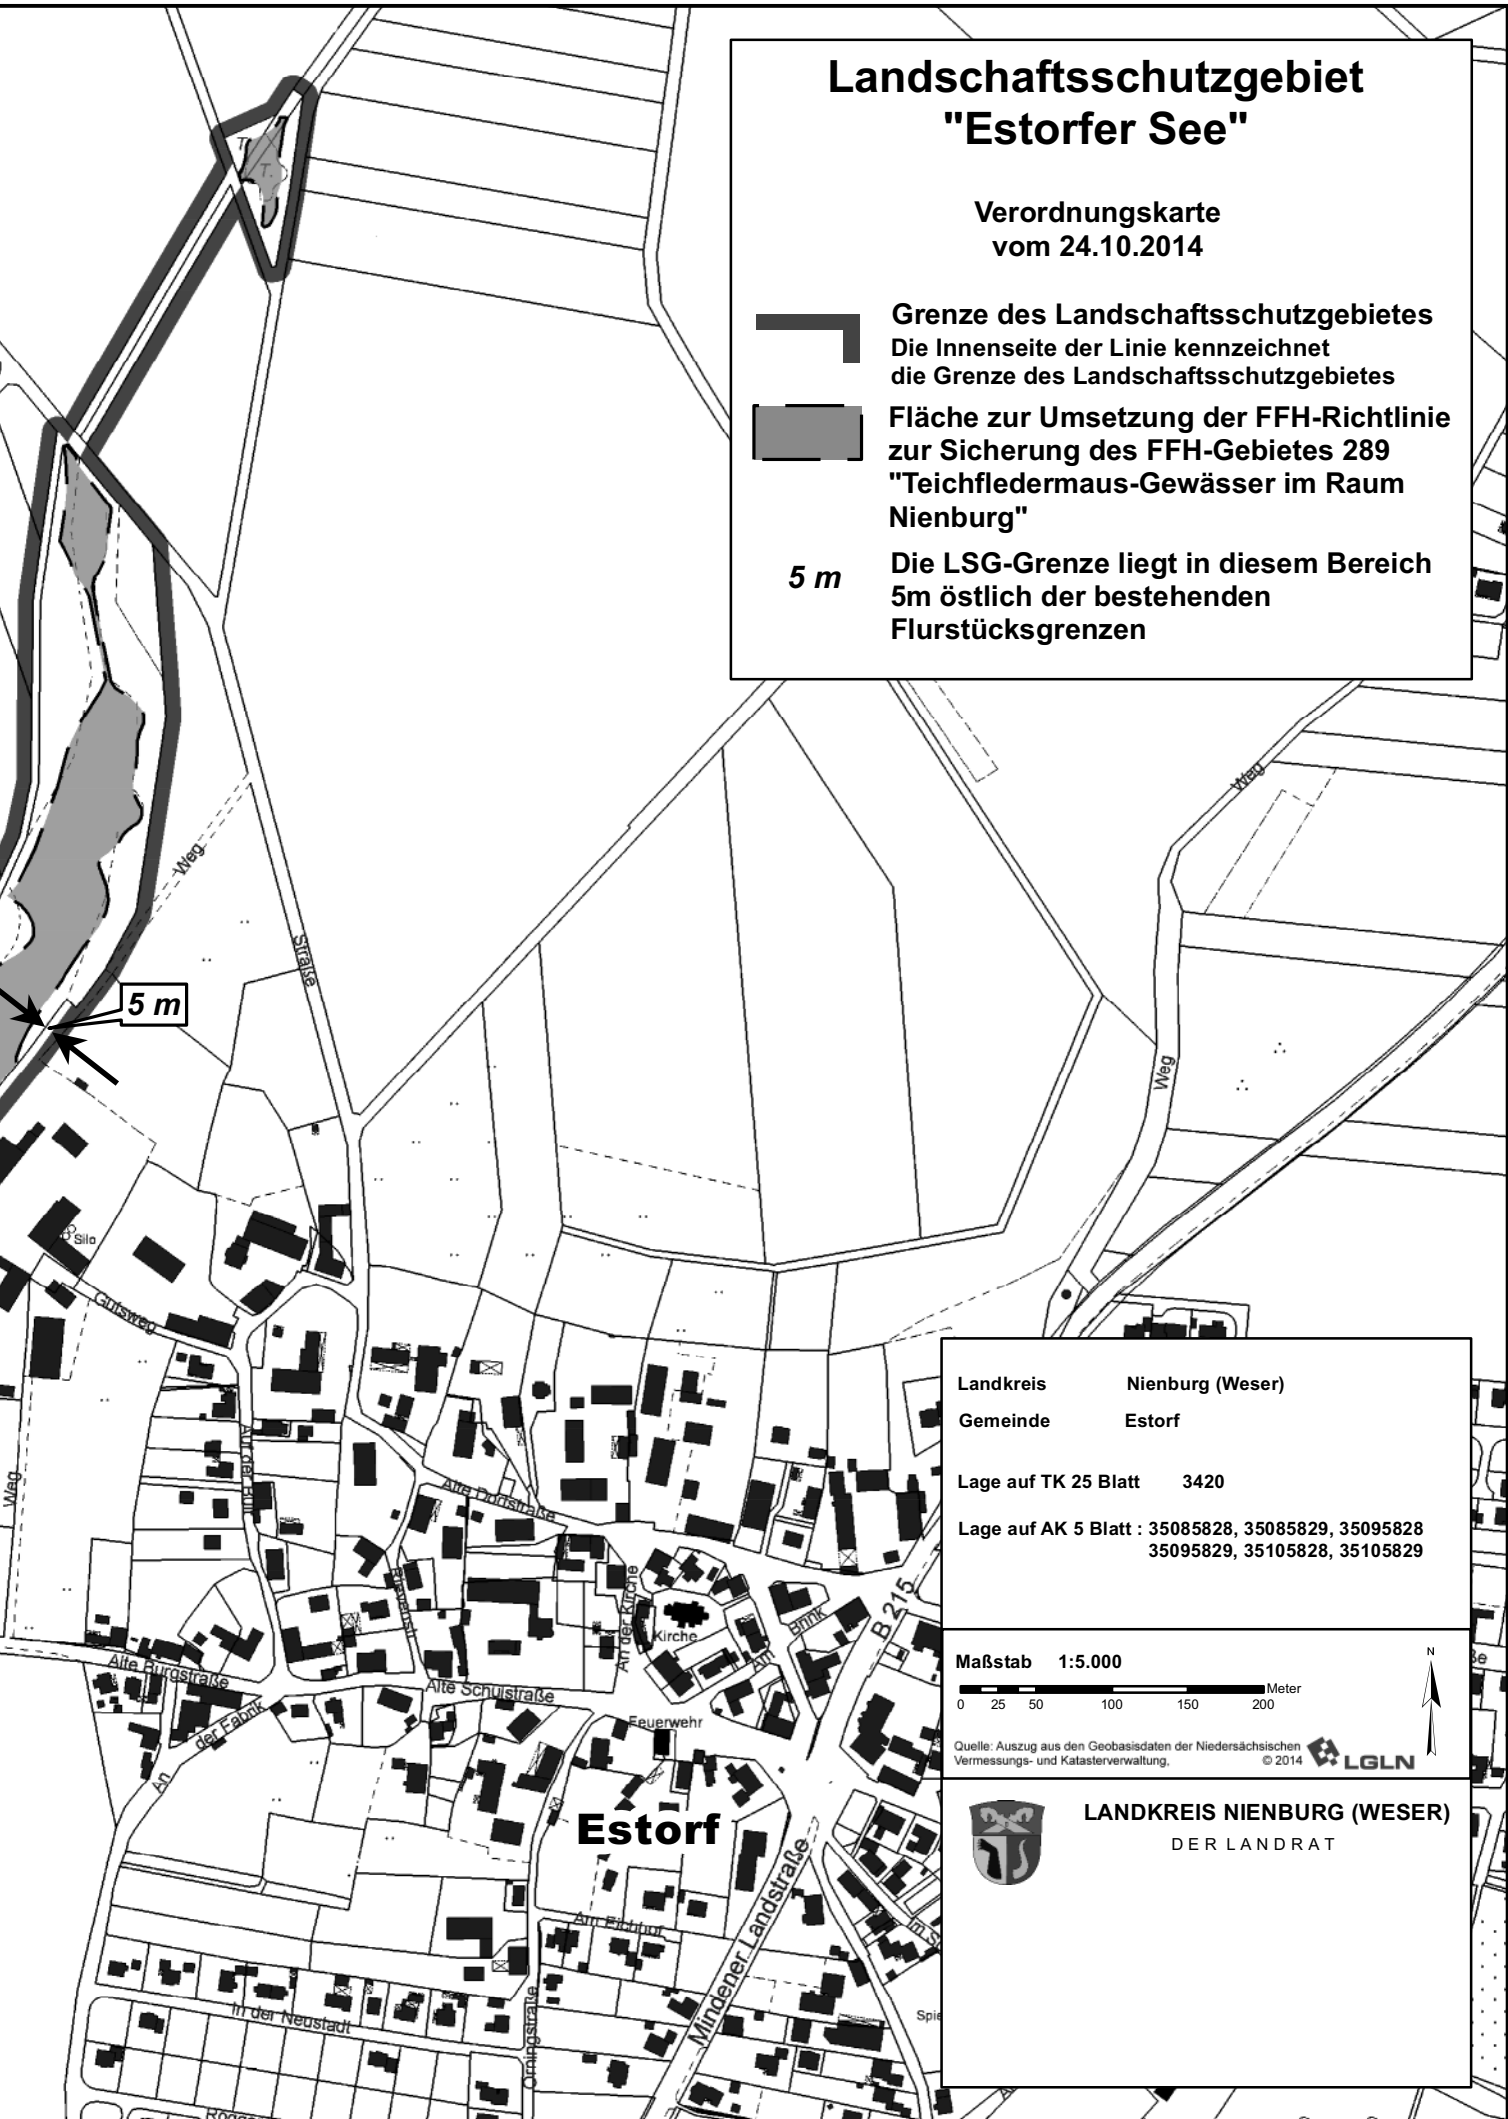 Landschaftsschutzgebiet
"Estorfer See"
Verordnungskarte
vom 24.10.2014
Grenze des Landschaftsschutzgebietes
Die Innenseite der Linie kennzeichnet
die Grenze des Landschaftsschutzgebietes
Fläche zur Umsetzung der FFH-Richtlinie
zur Sicherung des FFH-Gebietes 289
"Teichfledermaus-Gewässer im Raum
Nienburg"
5 m
Die LSG-Grenze liegt in diesem Bereich
5m östlich der bestehenden
Flurstücksgrenzen
T.
T.
Weg
Weg
Straße
5 m
Weg
Silo
Gutsweg
Weg
Auf der
Alte Dorfstraße
An der Kirche
Kirche
Am
Brink
B 215
Alte Burgstraße
Alte Schulstraße
An
der Fabrik
Feuerwehr
Estorf
Mindener Landstraße
Am Eichhof
In der Neustadt
Spie
Landkreis Nienburg (Weser)
Gemeinde Estorf
Lage auf TK 25 Blatt 3420
Lage auf AK 5 Blatt : 35085828, 35085829, 35095828
35095829, 35105828, 35105829
Maßstab 1:5.000
Meter
0 25 50 100 150 200
N
Quelle: Auszug aus den Geobasisdaten der Niedersächsischen
Vermessungs- und Katasterverwaltung,
© 2014
LGLN
LANDKREIS NIENBURG (WESER)
DER LANDRAT